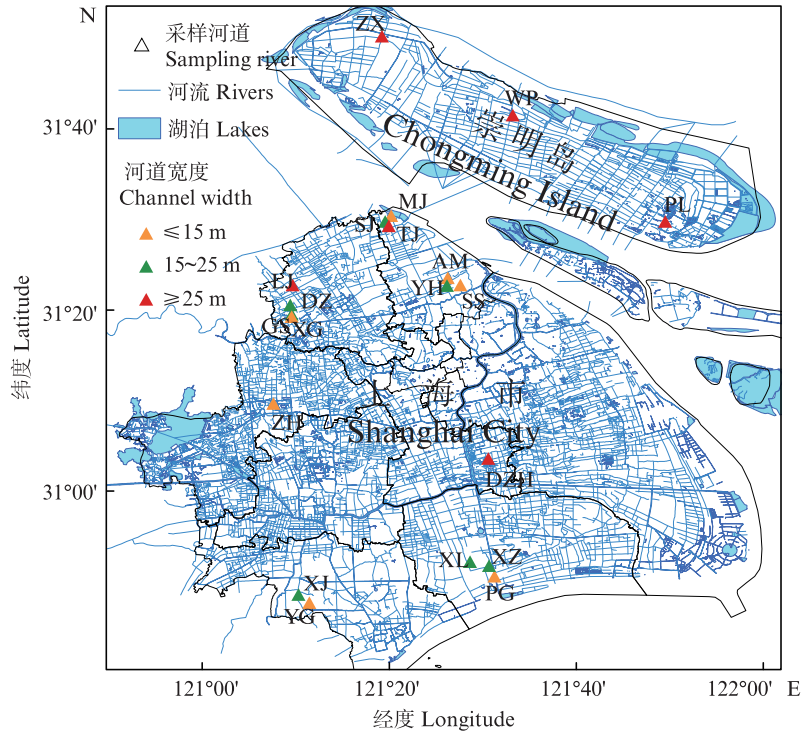 N
采样河道
Sampling river
河流 Rivers
湖泊 Lakes
河道宽度
Channel width
≤15 m
15~25 m
≥25 m
ZX
WP
崇明岛
Chongming Island
PL
MJ
SJ
TJ
AM
YH
SS
EJ
DZ
XG
上海市
ZH
Shanghai City
DZH
XL
XZ
PG
XJ
YG
31°40'
31°20'
31°00'
纬度 Latitude
121°00'
121°20'
121°40'
122°00'
E
经度 Longitude